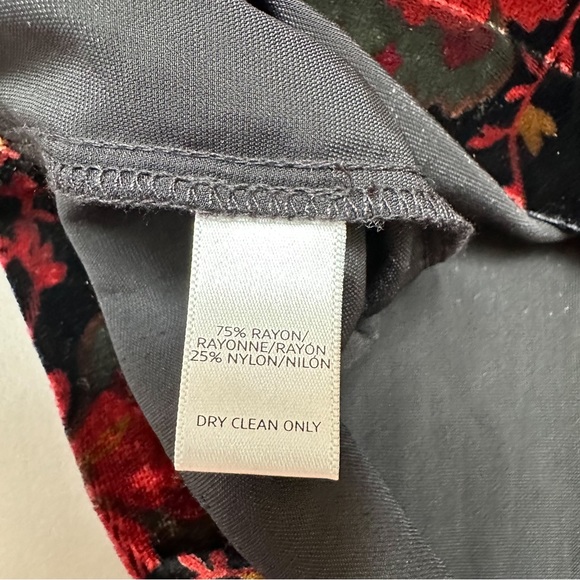 75% RAYON/
RAYONNE/RAYÓN
25% NYLON/NILÓN
DRY CLEAN ONLY